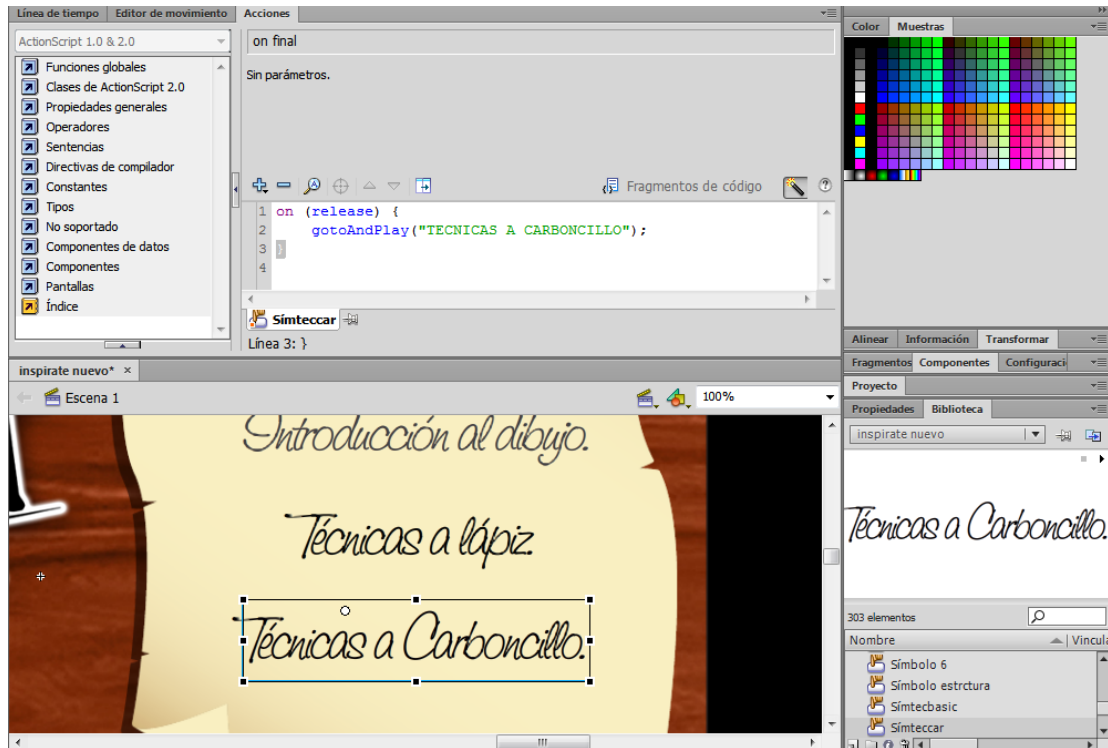 Línea de tiempo Editor de movimiento Acciones
ActionScript 1.0 & 2.0
Funciones globales
Clases de ActionScript 2.0
Propiedades generales
Operadores
Sentencias
Directivas de compilador
Constantes
Tipos
No soportado
Componentes de datos
Componentes
Pantallas
Índice
on final
Sin parámetros.
Fragmentos de código
1 on (release) {
2 gotoAndPlay("TECNICAS A CARBONCILLO");
3 }
4
Simteccar
Línea 3: }
inspirate nuevo* ×
Escena 1
100%
Introducción al dibujo.
Técnicas a lápiz.
Técnicas a Carboncillo.
Color Muestras
Alinear Información Transformar
Fragmentos Componentes Configuraci
Proyecto
Propiedades Biblioteca
inspirate nuevo
Técnicas a Carboncillo.
303 elementos
Nombre Vincula
Símbolo 6
Símbolo estrctura
Simtecbasic
Simteccar